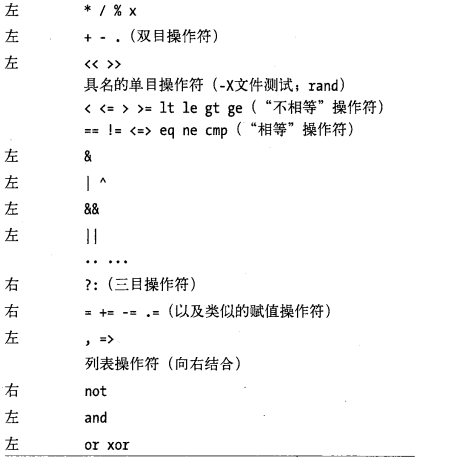 左 * / % x
左 + - . (双目操作符)
左 << >>
具名的单目操作符 (-X文件测试; rand)
< <= > >= lt le gt ge ("不相等"操作符)
== != <=> eq ne cmp ("相等"操作符)
左 &
左 | ^
左 &&
左 ||
.. ...
右 ?: (三目操作符)
右 = += -= .= (以及类似的赋值操作符)
左 , =>
列表操作符 (向右结合)
右 not
左 and
左 or xor